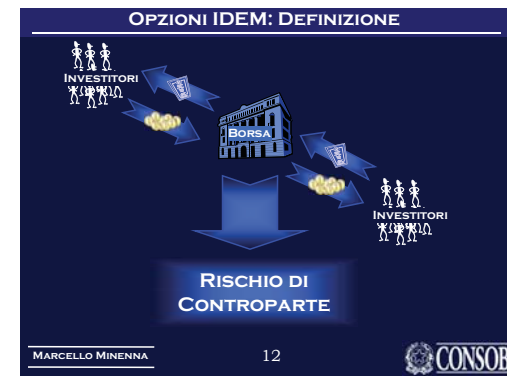 Opzioni IDEM: Definizione
Investitori
Borsa
Investitori
Rischio di
Controparte
Marcello Minenna
12
CONSOB